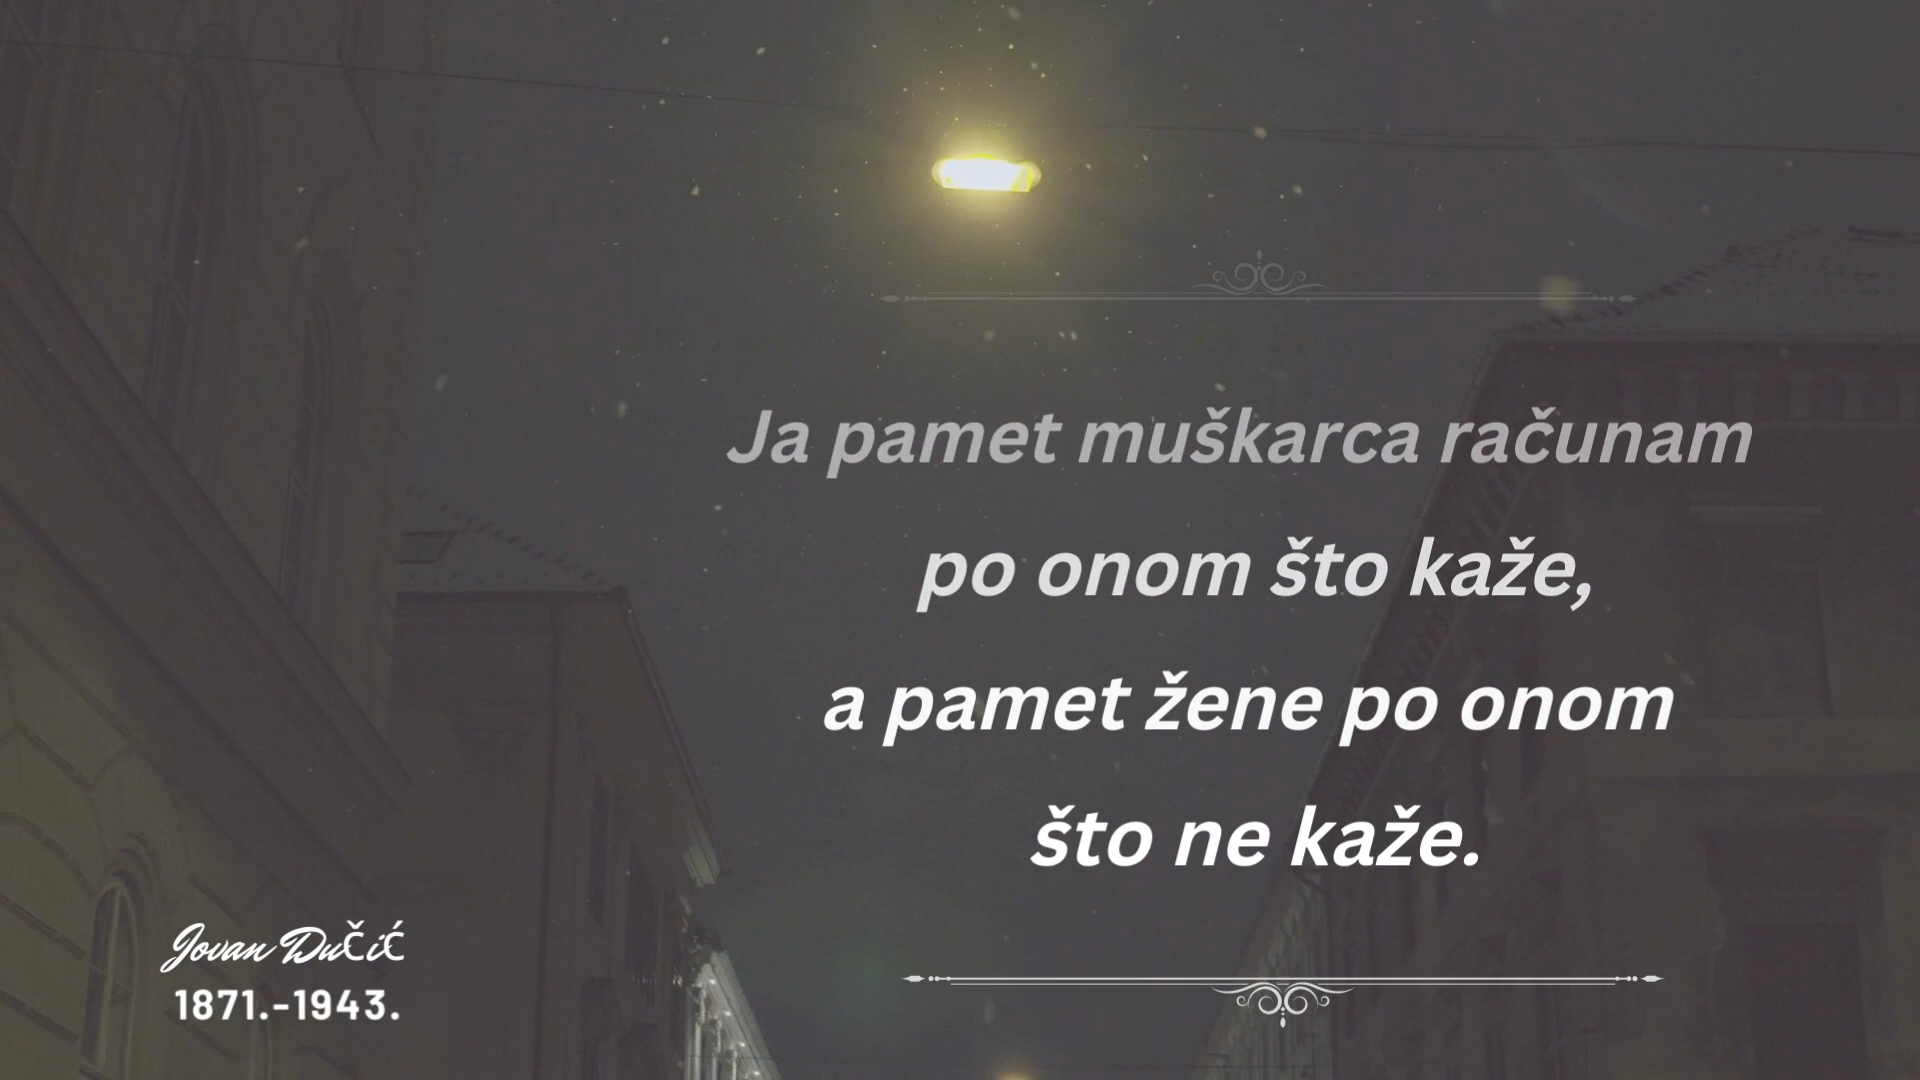 Ja pamet muškarca računam
po onom što kaže,
a pamet žene po onom
što ne kaže.
Jovan Dučić
1871.-1943.